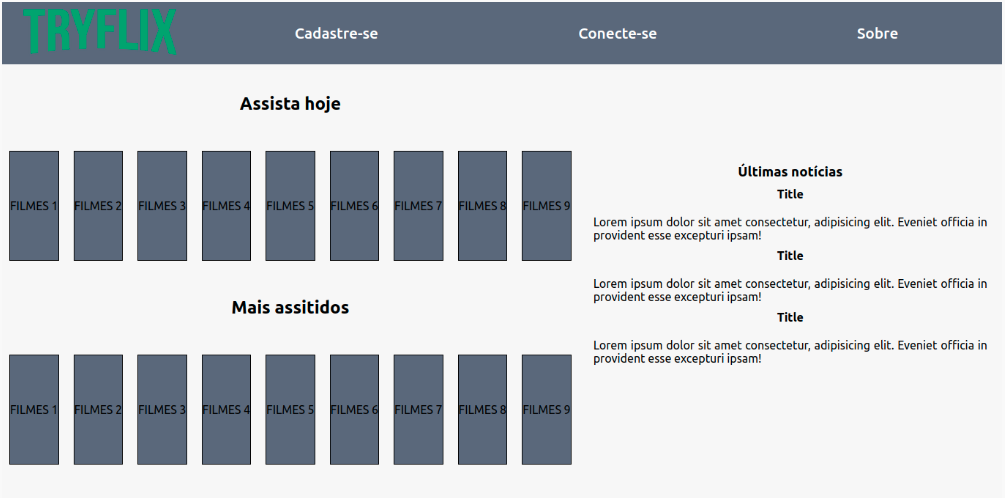 TRYFLIX
Cadastre-se
Conecte-se
Sobre
Assista hoje
FILMES 1
FILMES 2
FILMES 3
FILMES 4
FILMES 5
FILMES 6
FILMES 7
FILMES 8
FILMES 9
Mais assitidos
FILMES 1
FILMES 2
FILMES 3
FILMES 4
FILMES 5
FILMES 6
FILMES 7
FILMES 8
FILMES 9
Últimas notícias
Title
Lorem ipsum dolor sit amet consectetur, adipisicing elit. Eveniet officia in
provident esse excepturi ipsam!
Title
Lorem ipsum dolor sit amet consectetur, adipisicing elit. Eveniet officia in
provident esse excepturi ipsam!
Title
Lorem ipsum dolor sit amet consectetur, adipisicing elit. Eveniet officia in
provident esse excepturi ipsam!